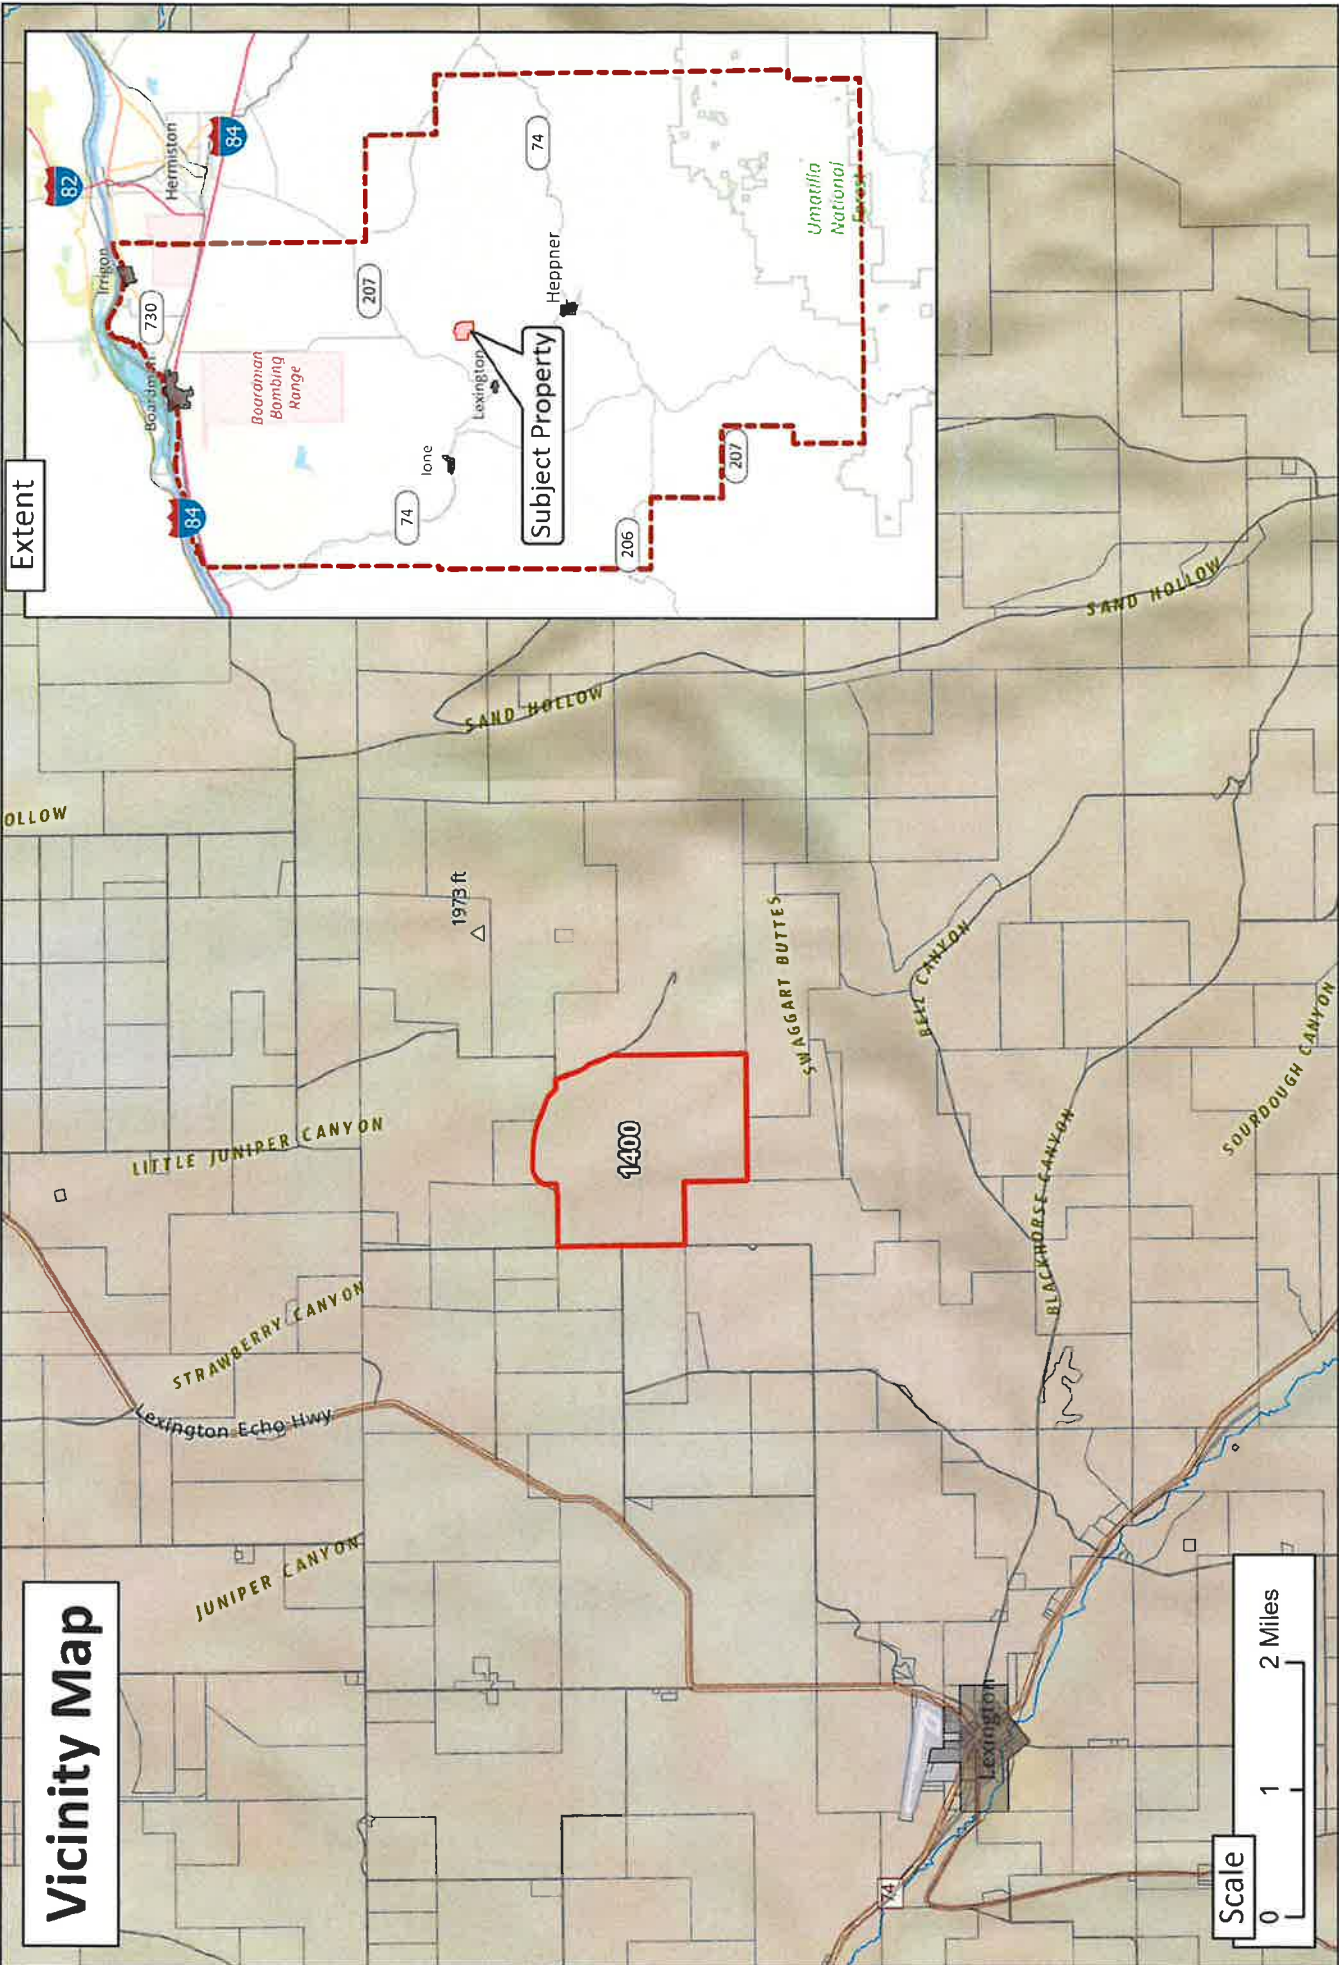 Vicinity Map
Extent
82
84
Hermiston
Irrigon
730
Boardman
84
Boardman
Bombing
Range
207
74
Ione
Lexington
74
Heppner
Subject Property
Umatilla
National
Forest
206
207
OLLOW
SAND HOLLOW
SAND HOLLOW
1973 ft
LITTLE JUNIPER CANYON
STRAWBERRY CANYON
Lexington Echo Hwy
JUNIPER CANYON
1400
SWAGGART BUTTES
BELL CANYON
BLACKHORSE CANYON
SOURDOUGH CANYON
Lexington
74
Scale
0 1 2 Miles